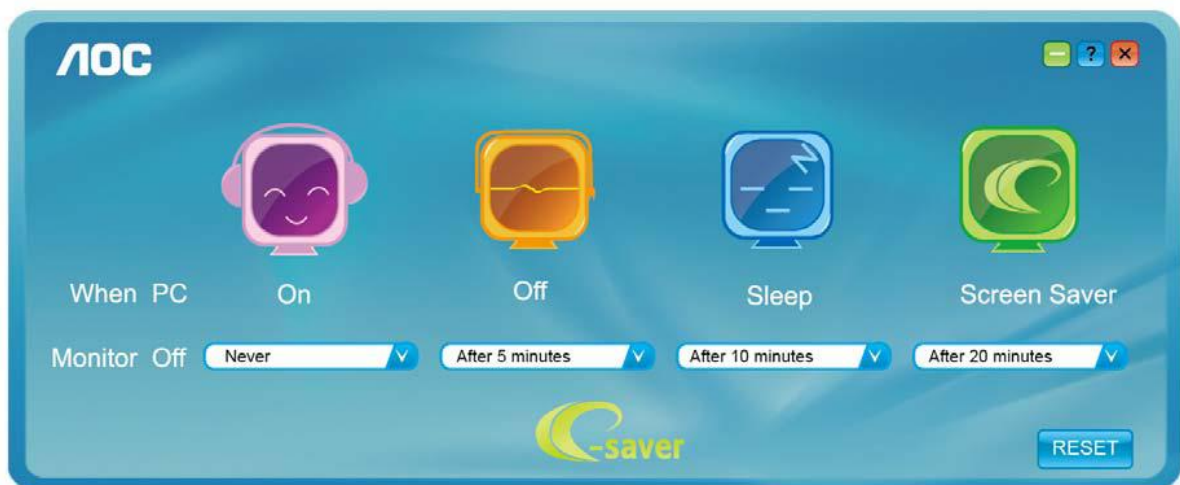 AOC
?
When PC On Off Sleep Screen Saver
Monitor Off Never After 5 minutes After 10 minutes After 20 minutes
e-saver
RESET